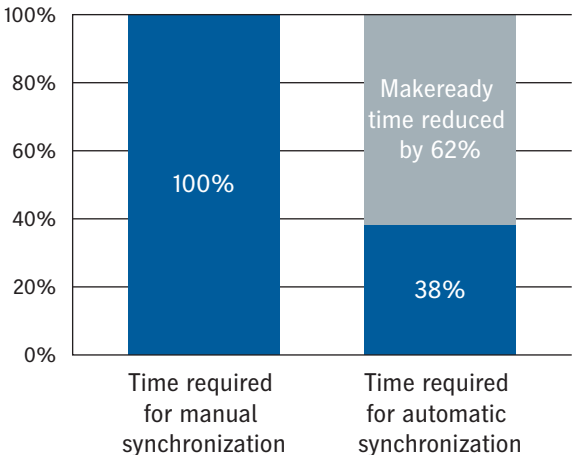 100%
80%
60%
40%
20%
0%
100%
Makeready
time reduced
by 62%
38%
Time required
for manual
synchronization
Time required
for automatic
synchronization